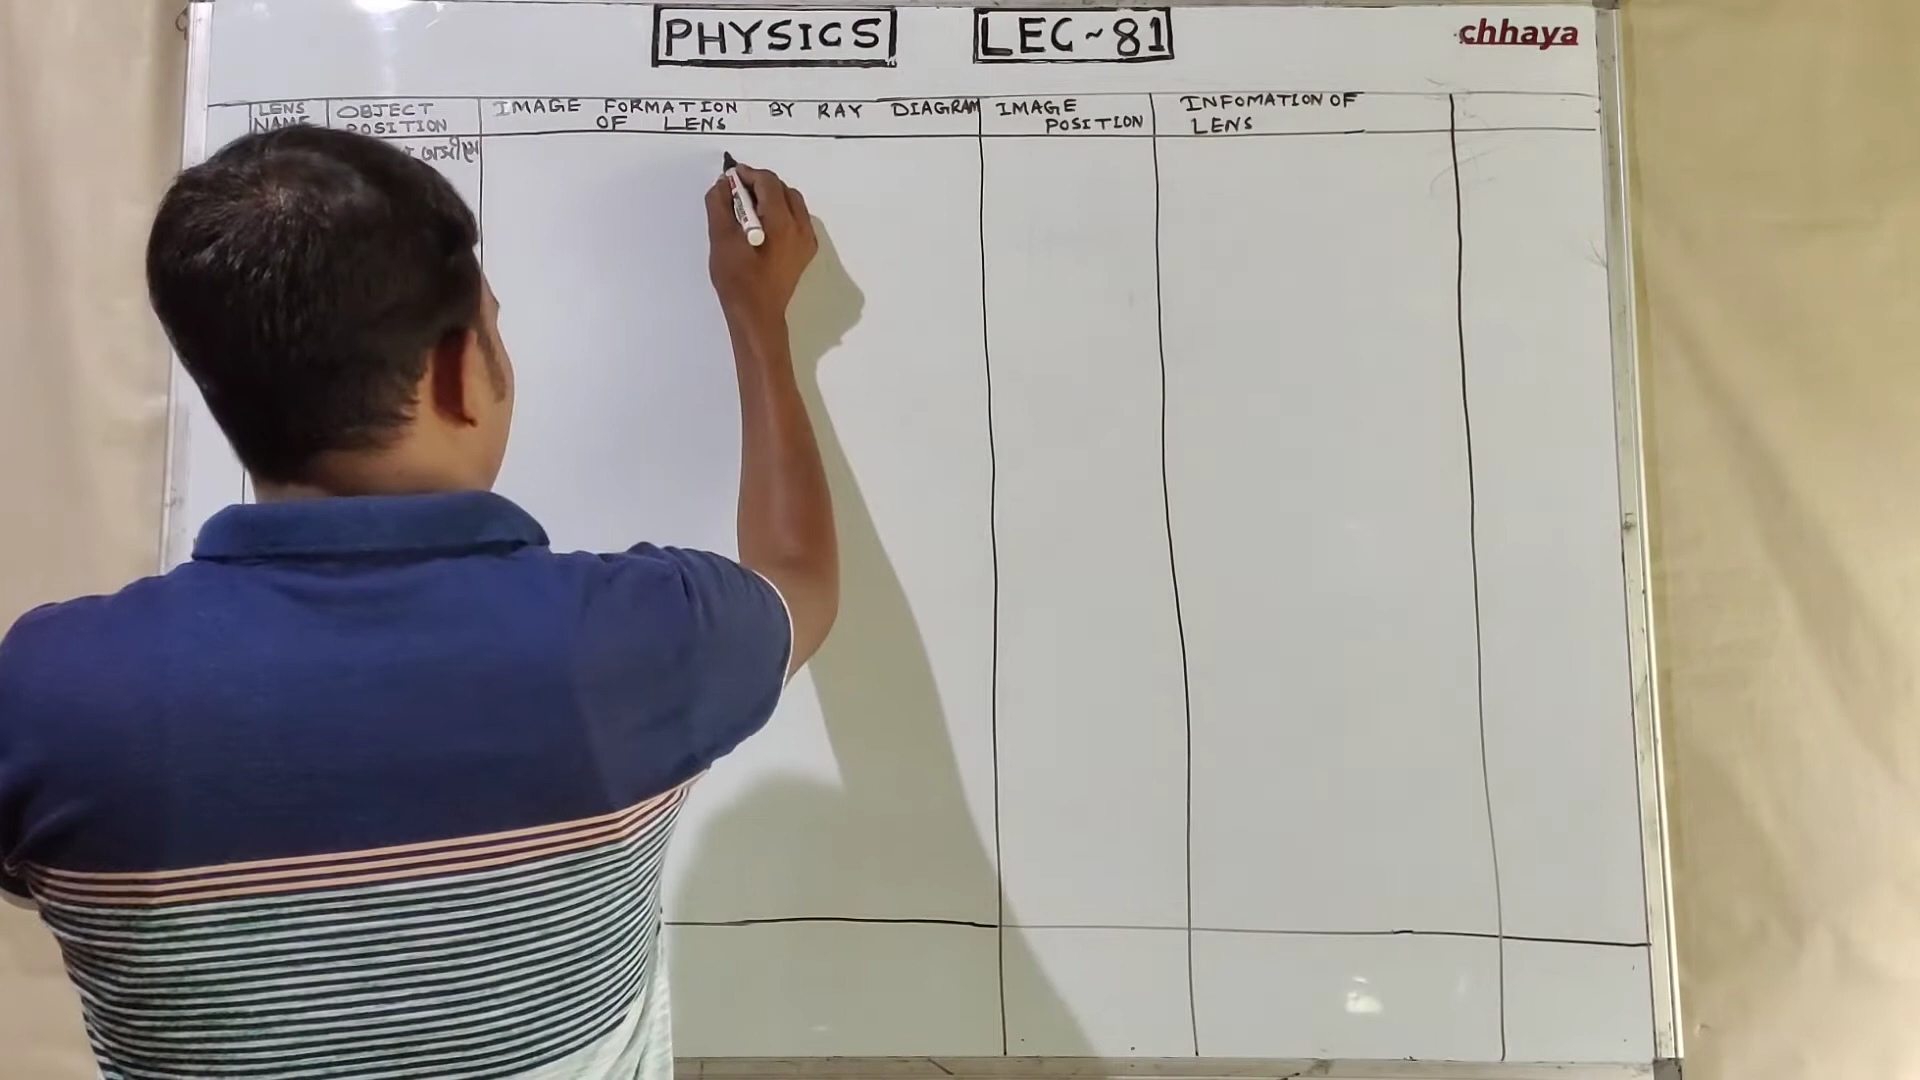 PHYSICS LEC~81
chhaya
LENS NAME
OBJECT POSITION
IMAGE FORMATION BY RAY DIAGRAM
OF LENS
IMAGE
POSITION
INFOMATION OF
LENS